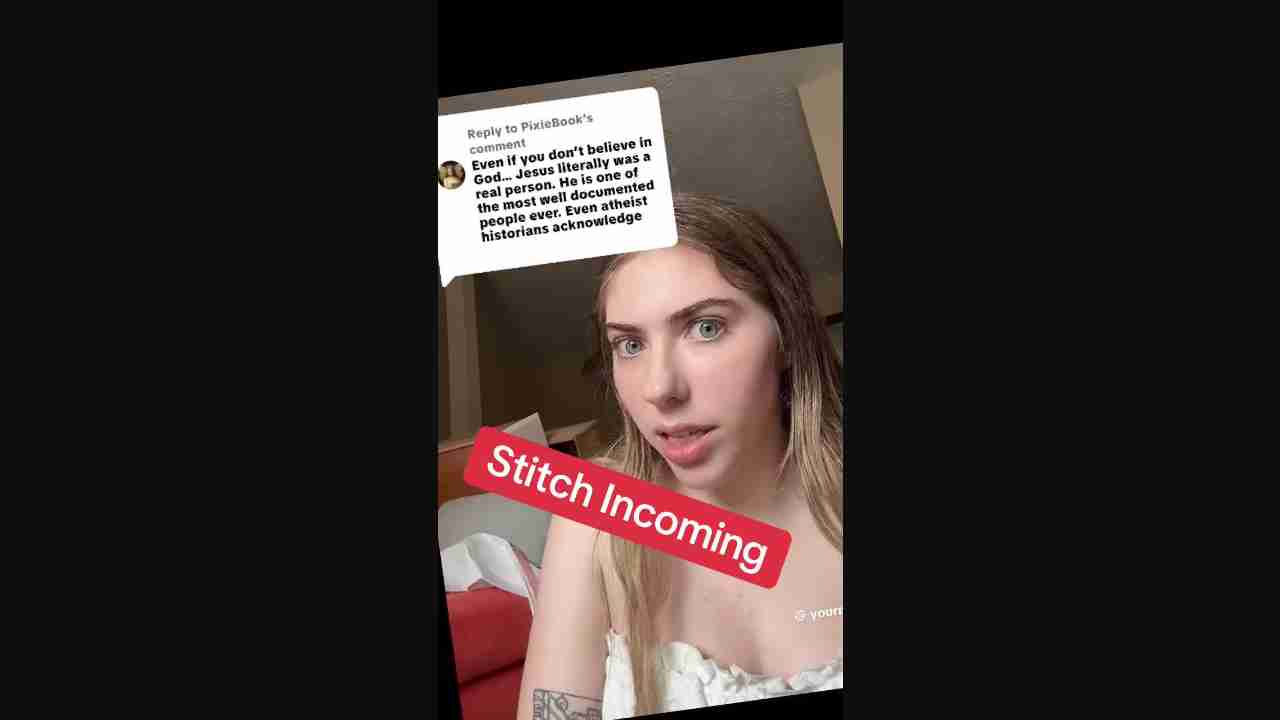 Reply to PixieBook's
comment
Even if you don't believe in
God... Jesus literally was a
real person. He is one of
the most well documented
people ever. Even atheist
historians acknowledge
Stitch Incoming